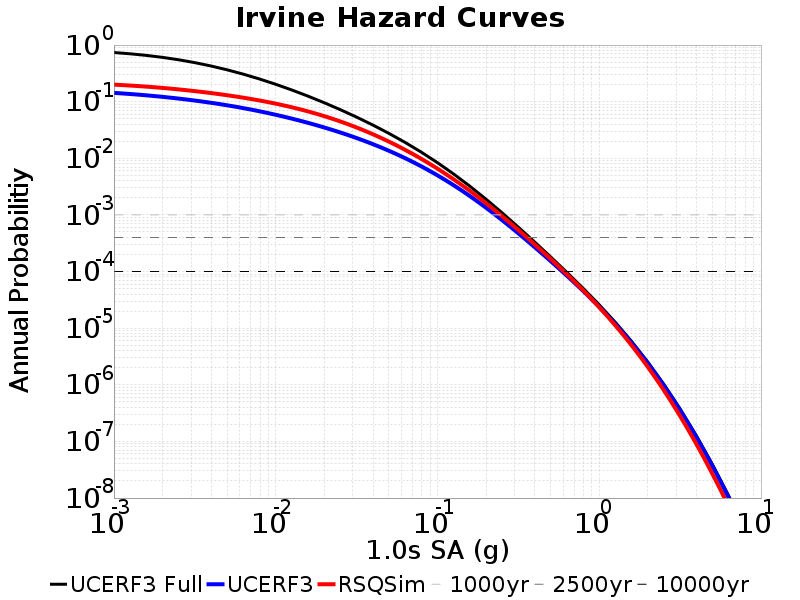 Irvine Hazard Curves
10^0
10^-1
10^-2
10^-3
10^-4
10^-5
10^-6
10^-7
10^-8
Annual Probabilitiy
10^-3 10^-2 10^-1 10^0 10^1
1.0s SA (g)
UCERF3 Full UCERF3 RSQSim 1000yr 2500yr 10000yr